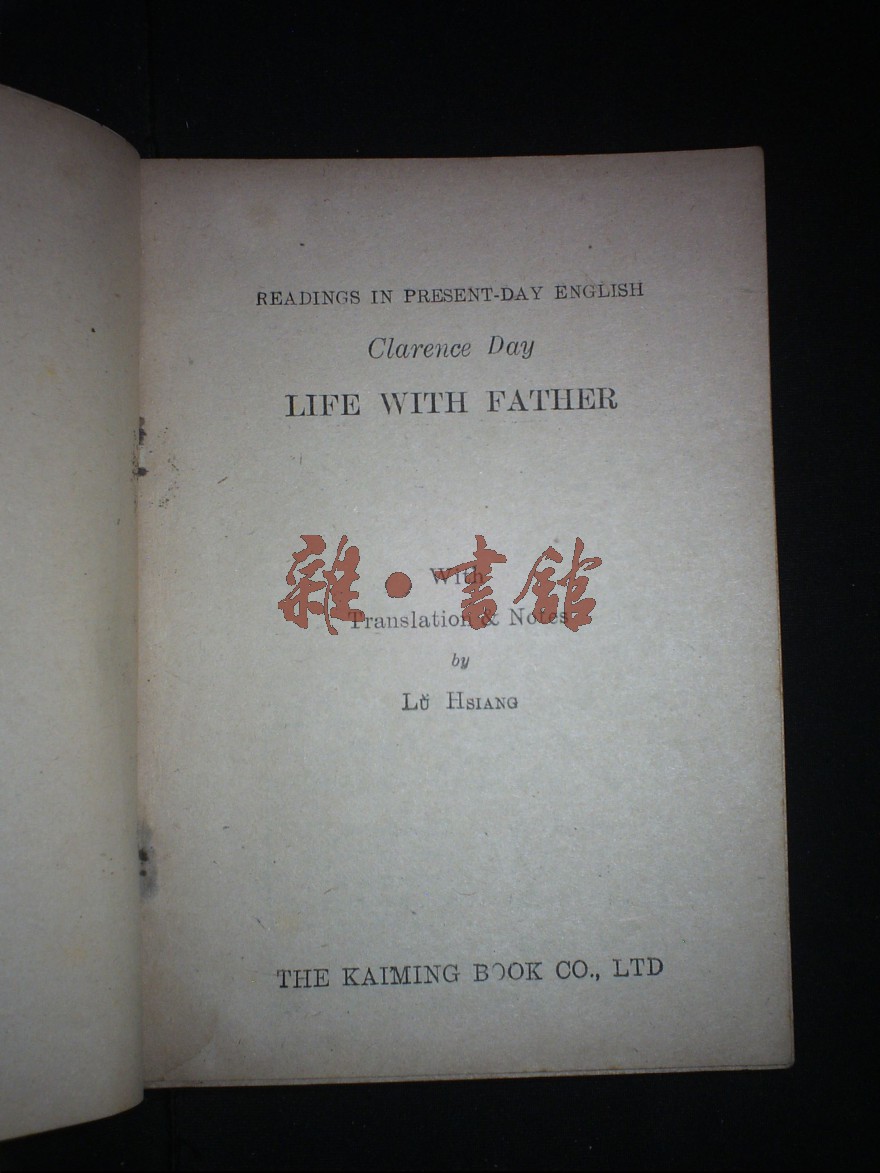 READINGS IN PRESENT-DAY ENGLISH
Clarence Day
LIFE WITH FATHER
雜·書館
With
Translation & Notes
by
Lŭ HSIANG
THE KAIMING BOOK CO., LTD